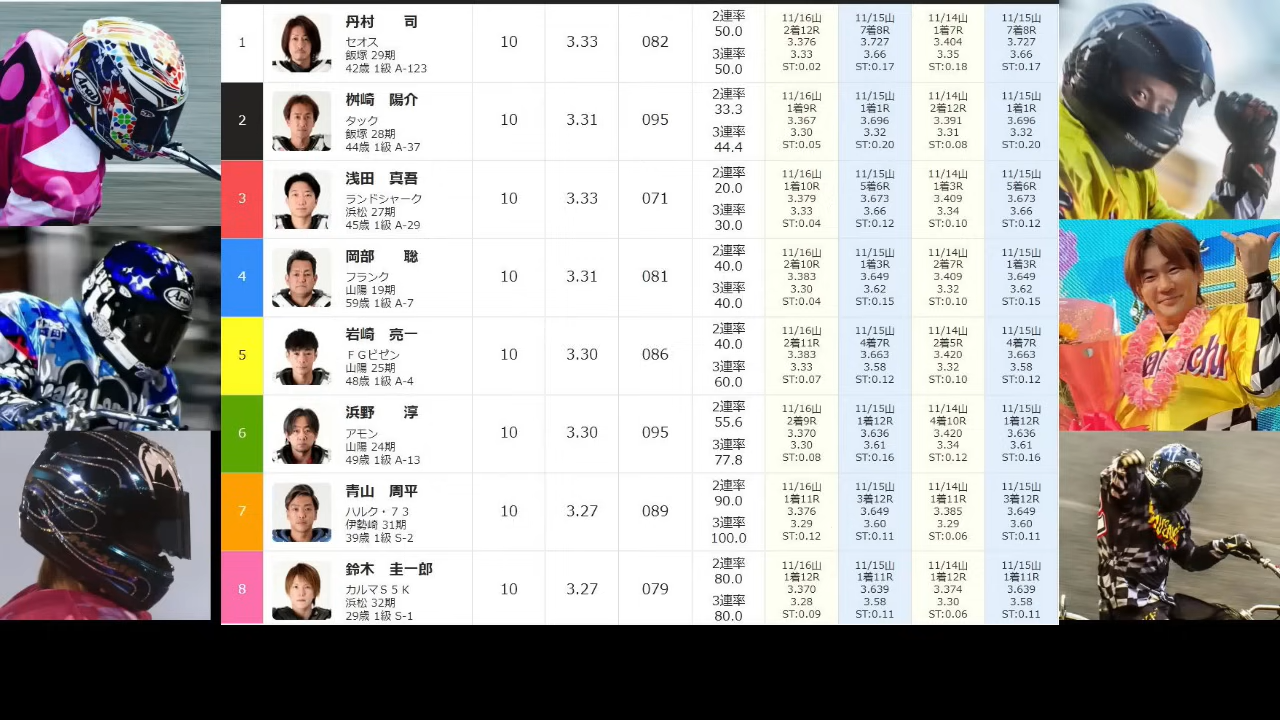 1
丹村 司
セオス
飯塚 29期
42歳 1級 A-123
10
3.33
082
2連率
50.0
3連率
50.0
11/16山
2着12R
3.376
3.33
ST:0.02
11/15山
7着8R
3.727
3.66
ST:0.17
11/14山
1着7R
3.404
3.35
ST:0.18
11/15山
7着8R
3.727
3.66
ST:0.17
2
桝崎 陽介
タック
飯塚 28期
44歳 1級 A-37
10
3.31
095
2連率
33.3
3連率
44.4
11/16山
1着9R
3.367
3.30
ST:0.05
11/15山
1着1R
3.696
3.32
ST:0.20
11/14山
2着12R
3.391
3.31
ST:0.08
11/15山
1着1R
3.696
3.32
ST:0.20
3
浅田 真吾
ランドシャーク
浜松 27期
45歳 1級 A-29
10
3.33
071
2連率
20.0
3連率
30.0
11/16山
1着10R
3.379
3.33
ST:0.04
11/15山
5着6R
3.673
3.66
ST:0.12
11/14山
1着3R
3.409
3.34
ST:0.10
11/15山
5着6R
3.673
3.66
ST:0.12
4
岡部 聡
フランク
山陽 19期
59歳 1級 A-7
10
3.31
081
2連率
40.0
3連率
40.0
11/16山
2着10R
3.383
3.30
ST:0.04
11/15山
1着3R
3.649
3.62
ST:0.15
11/14山
2着7R
3.409
3.32
ST:0.10
11/15山
1着3R
3.649
3.62
ST:0.15
5
岩崎 亮一
ＦＧビゼン
山陽 25期
48歳 1級 A-4
10
3.30
086
2連率
40.0
3連率
60.0
11/16山
2着11R
3.383
3.33
ST:0.07
11/15山
4着7R
3.663
3.58
ST:0.12
11/14山
2着5R
3.420
3.32
ST:0.10
11/15山
4着7R
3.663
3.58
ST:0.12
6
浜野 淳
アモン
山陽 24期
49歳 1級 A-13
10
3.30
095
2連率
55.6
3連率
77.8
11/16山
2着9R
3.370
3.30
ST:0.08
11/15山
1着12R
3.636
3.61
ST:0.16
11/14山
4着10R
3.420
3.34
ST:0.12
11/15山
1着12R
3.636
3.61
ST:0.16
7
青山 周平
ハルク・７３
伊勢崎 31期
39歳 1級 S-2
10
3.27
089
2連率
90.0
3連率
100.0
11/16山
1着11R
3.376
3.29
ST:0.12
11/15山
3着12R
3.649
3.60
ST:0.11
11/14山
1着11R
3.385
3.29
ST:0.06
11/15山
3着12R
3.649
3.60
ST:0.11
8
鈴木 圭一郎
カルマＳ５Ｋ
浜松 32期
29歳 1級 S-1
10
3.27
079
2連率
80.0
3連率
80.0
11/16山
1着12R
3.370
3.28
ST:0.09
11/15山
1着11R
3.639
3.58
ST:0.11
11/14山
1着12R
3.374
3.30
ST:0.06
11/15山
1着11R
3.639
3.58
ST:0.11
Arai
Arai